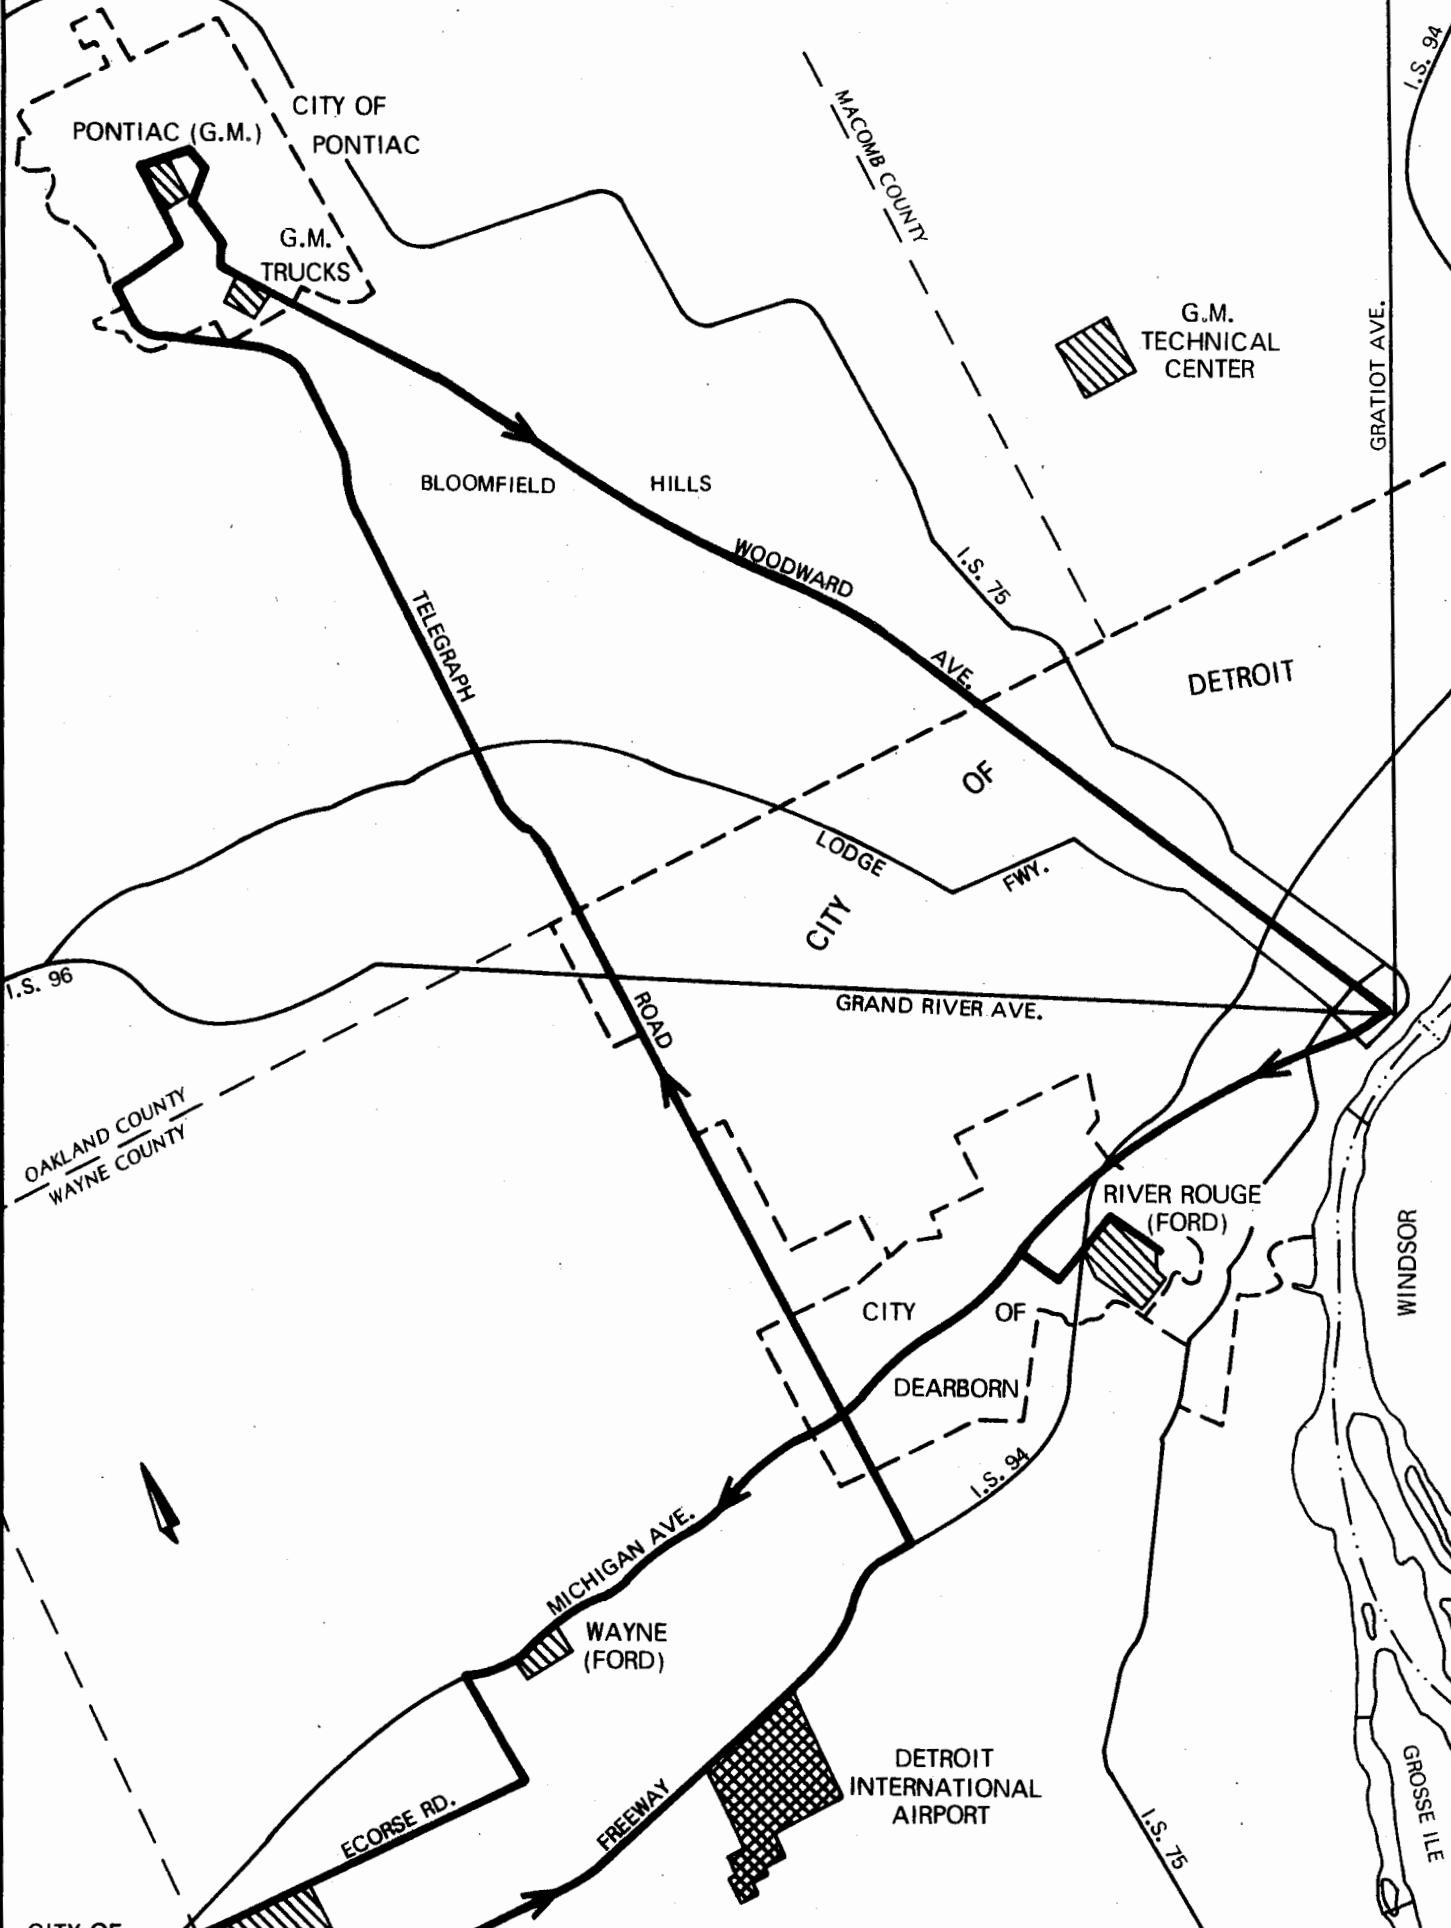 I.S. 94
CITY OF
PONTIAC
PONTIAC (G.M.)
MACOMB COUNTY
G.M.
TRUCKS
G.M.
TECHNICAL
CENTER
GRATIOT AVE.
BLOOMFIELD HILLS
WOODWARD AVE.
I.S. 75
TELEGRAPH ROAD
CITY OF DETROIT
LODGE FWY.
I.S. 96
GRAND RIVER AVE.
OAKLAND COUNTY
WAYNE COUNTY
RIVER ROUGE
(FORD)
WINDSOR
CITY OF
DEARBORN
I.S. 94
MICHIGAN AVE.
WAYNE
(FORD)
DETROIT
INTERNATIONAL
AIRPORT
GROSSE ILE
ECORSE RD.
FREEWAY
I.S. 75
CITY OF